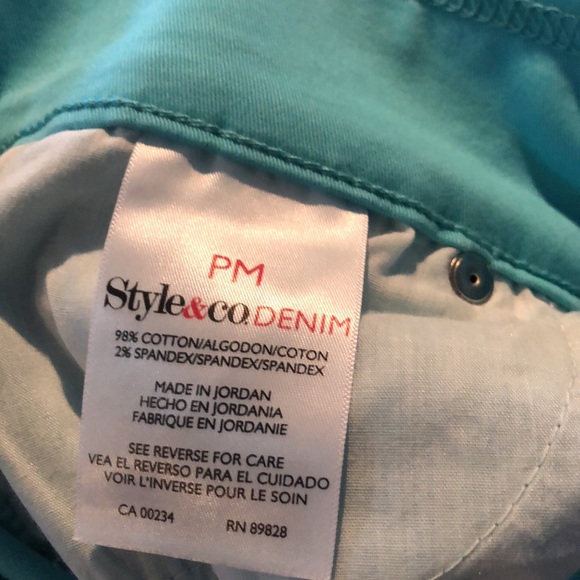 PM
Style&co.DENIM
98% COTTON/ALGODON/COTON
2% SPANDEX/SPANDEX/SPANDEX
MADE IN JORDAN
HECHO EN JORDANIA
FABRIQUE EN JORDANIE
SEE REVERSE FOR CARE
VEA EL REVERSO PARA EL CUIDADO
VOIR L'INVERSE POUR LE SOIN
CA 00234 RN 89828